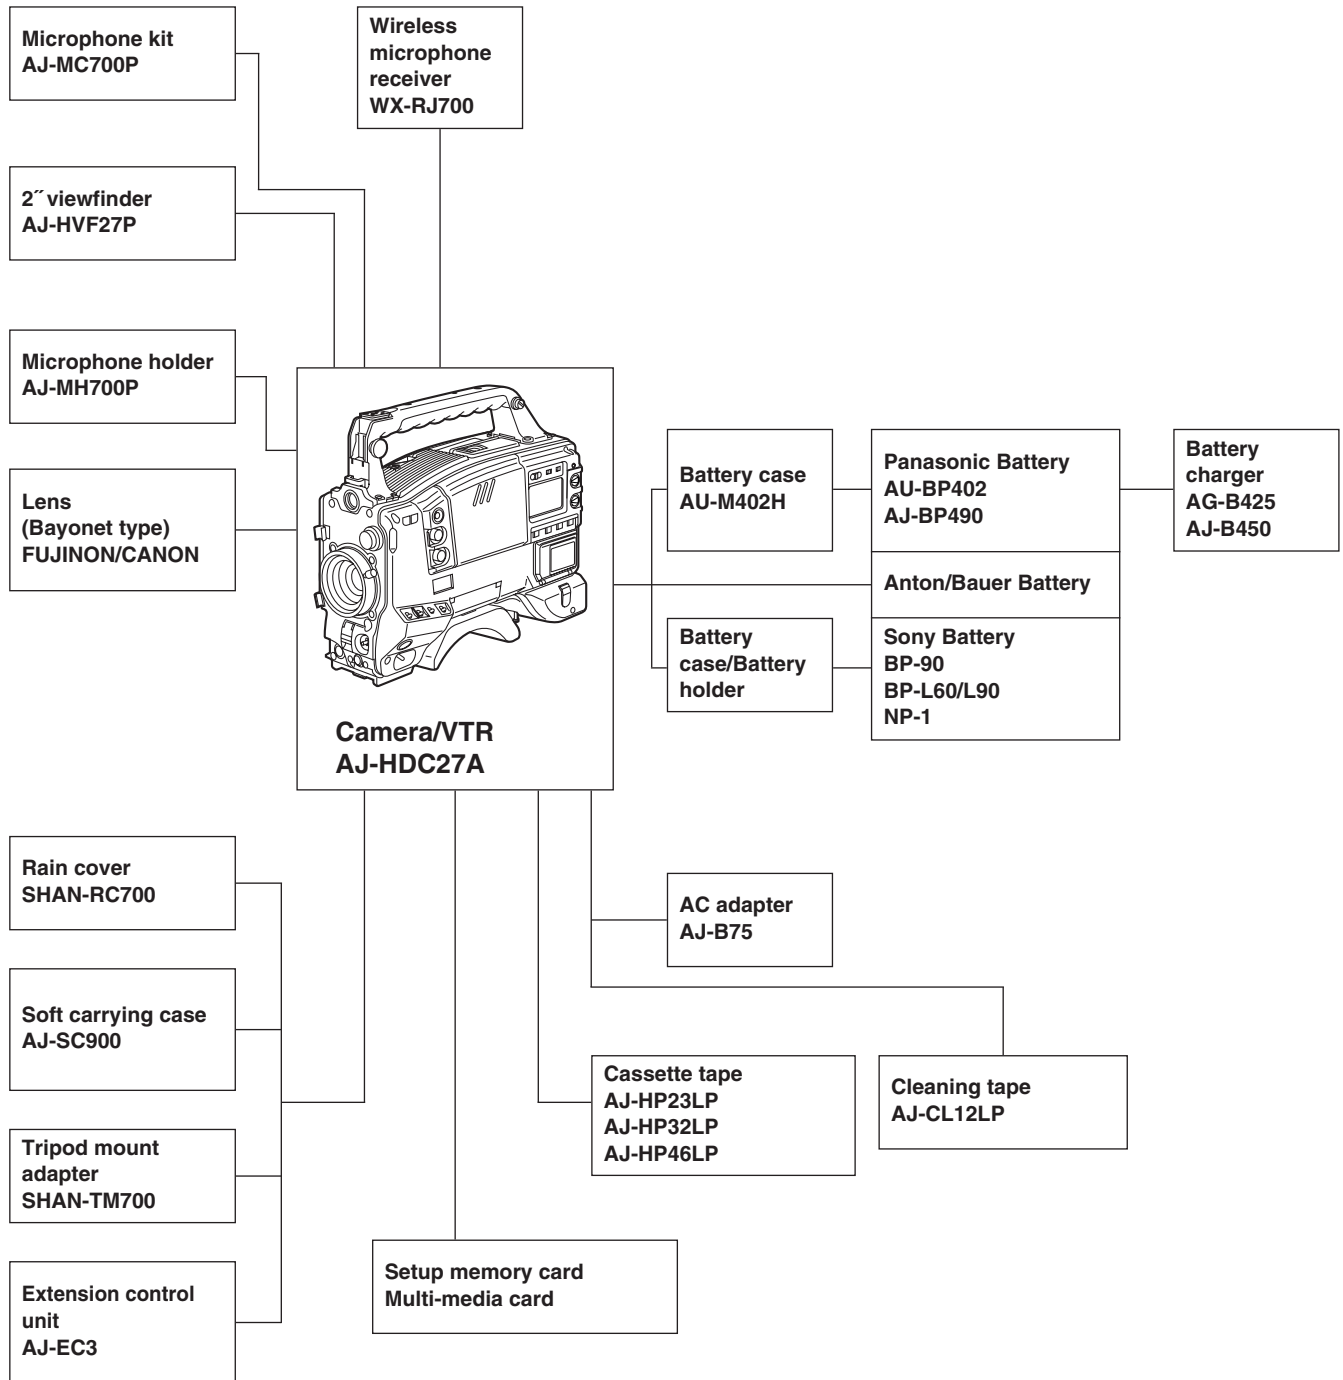 Microphone kit
AJ-MC700P
Wireless
microphone
receiver
WX-RJ700
2˝ viewfinder
AJ-HVF27P
Microphone holder
AJ-MH700P
Lens
(Bayonet type)
FUJINON/CANON
Camera/VTR
AJ-HDC27A
Battery case
AU-M402H
Panasonic Battery
AU-BP402
AJ-BP490
Battery
charger
AG-B425
AJ-B450
Anton/Bauer Battery
Battery
case/Battery
holder
Sony Battery
BP-90
BP-L60/L90
NP-1
Rain cover
SHAN-RC700
Soft carrying case
AJ-SC900
Tripod mount
adapter
SHAN-TM700
Extension control
unit
AJ-EC3
AC adapter
AJ-B75
Cassette tape
AJ-HP23LP
AJ-HP32LP
AJ-HP46LP
Cleaning tape
AJ-CL12LP
Setup memory card
Multi-media card